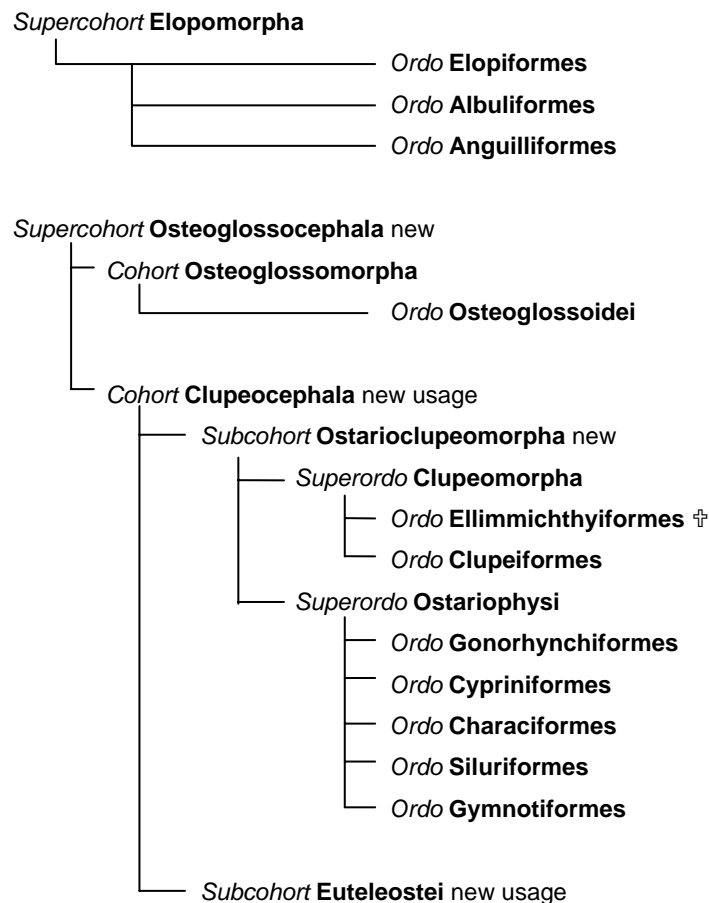 Supercohort Elopomorpha
Ordo Elopiformes
Ordo Albuliformes
Ordo Anguilliformes
Supercohort Osteoglossocephala new
Cohort Osteoglossomorpha
Ordo Osteoglossoidei
Cohort Clupeocephala new usage
Subcohort Ostarioclupeomorpha new
Superordo Clupeomorpha
Ordo Ellimmichthyiformes ✞
Ordo Clupeiformes
Superordo Ostariophysi
Ordo Gonorhynchiformes
Ordo Cypriniformes
Ordo Characiformes
Ordo Siluriformes
Ordo Gymnotiformes
Subcohort Euteleostei new usage